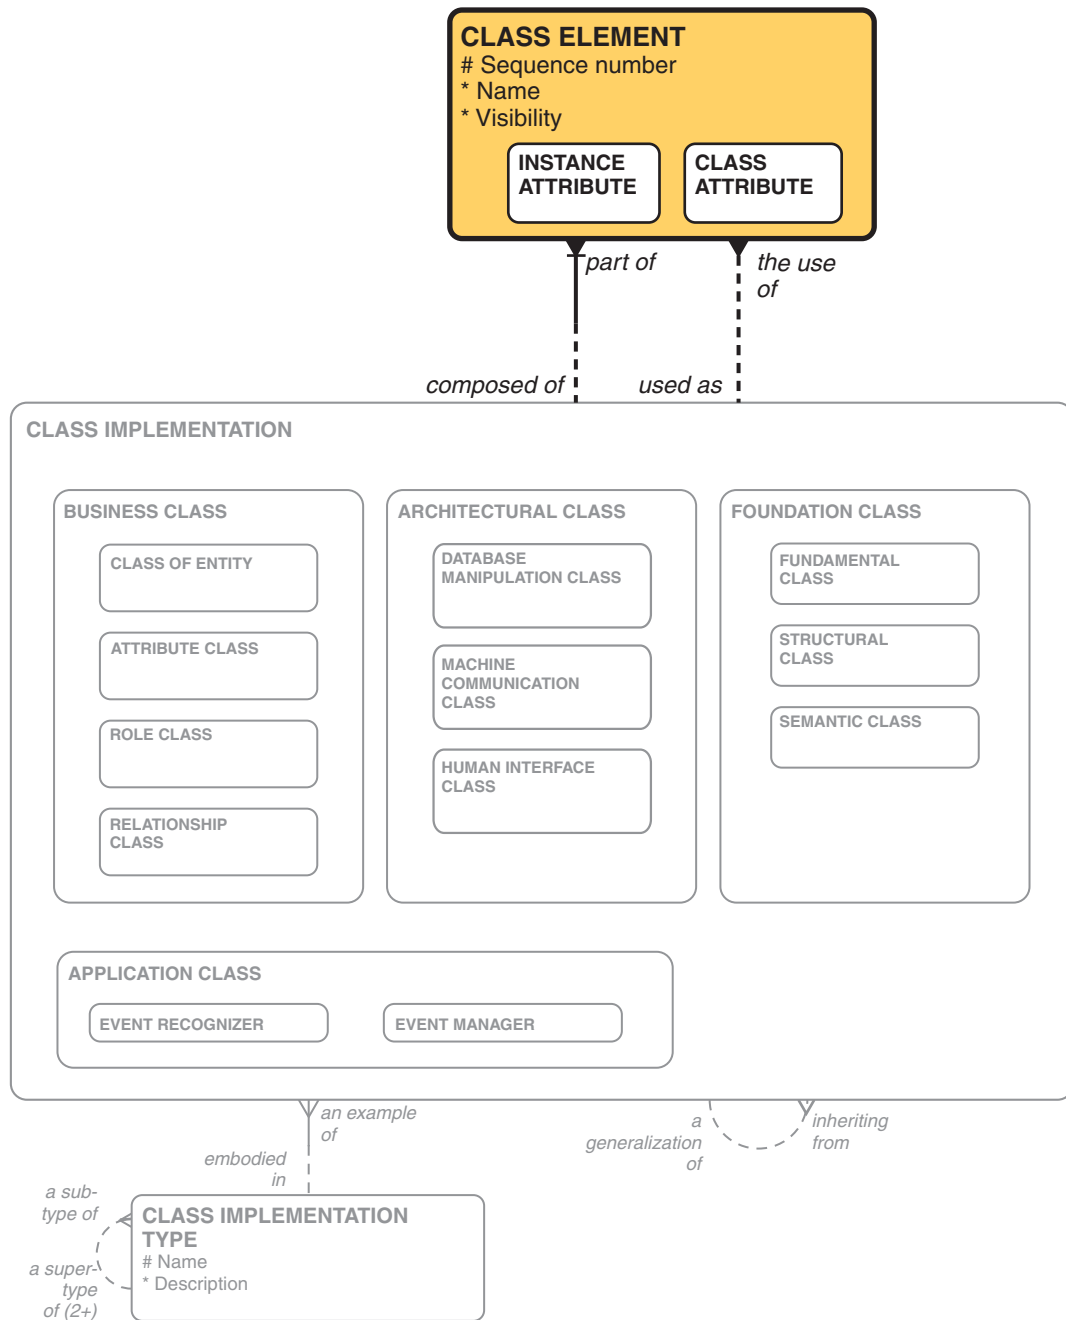 CLASS ELEMENT
# Sequence number
* Name
* Visibility
INSTANCE
ATTRIBUTE
CLASS
ATTRIBUTE
part of
the use
of
composed of
used as
CLASS IMPLEMENTATION
BUSINESS CLASS
CLASS OF ENTITY
ATTRIBUTE CLASS
ROLE CLASS
RELATIONSHIP
CLASS
ARCHITECTURAL CLASS
DATABASE
MANIPULATION CLASS
MACHINE
COMMUNICATION
CLASS
HUMAN INTERFACE
CLASS
FOUNDATION CLASS
FUNDAMENTAL
CLASS
STRUCTURAL
CLASS
SEMANTIC CLASS
APPLICATION CLASS
EVENT RECOGNIZER
EVENT MANAGER
an example
of
embodied
in
a
generalization
of
inheriting
from
a sub-
type of
a super-
type
of (2+)
CLASS IMPLEMENTATION
TYPE
# Name
* Description